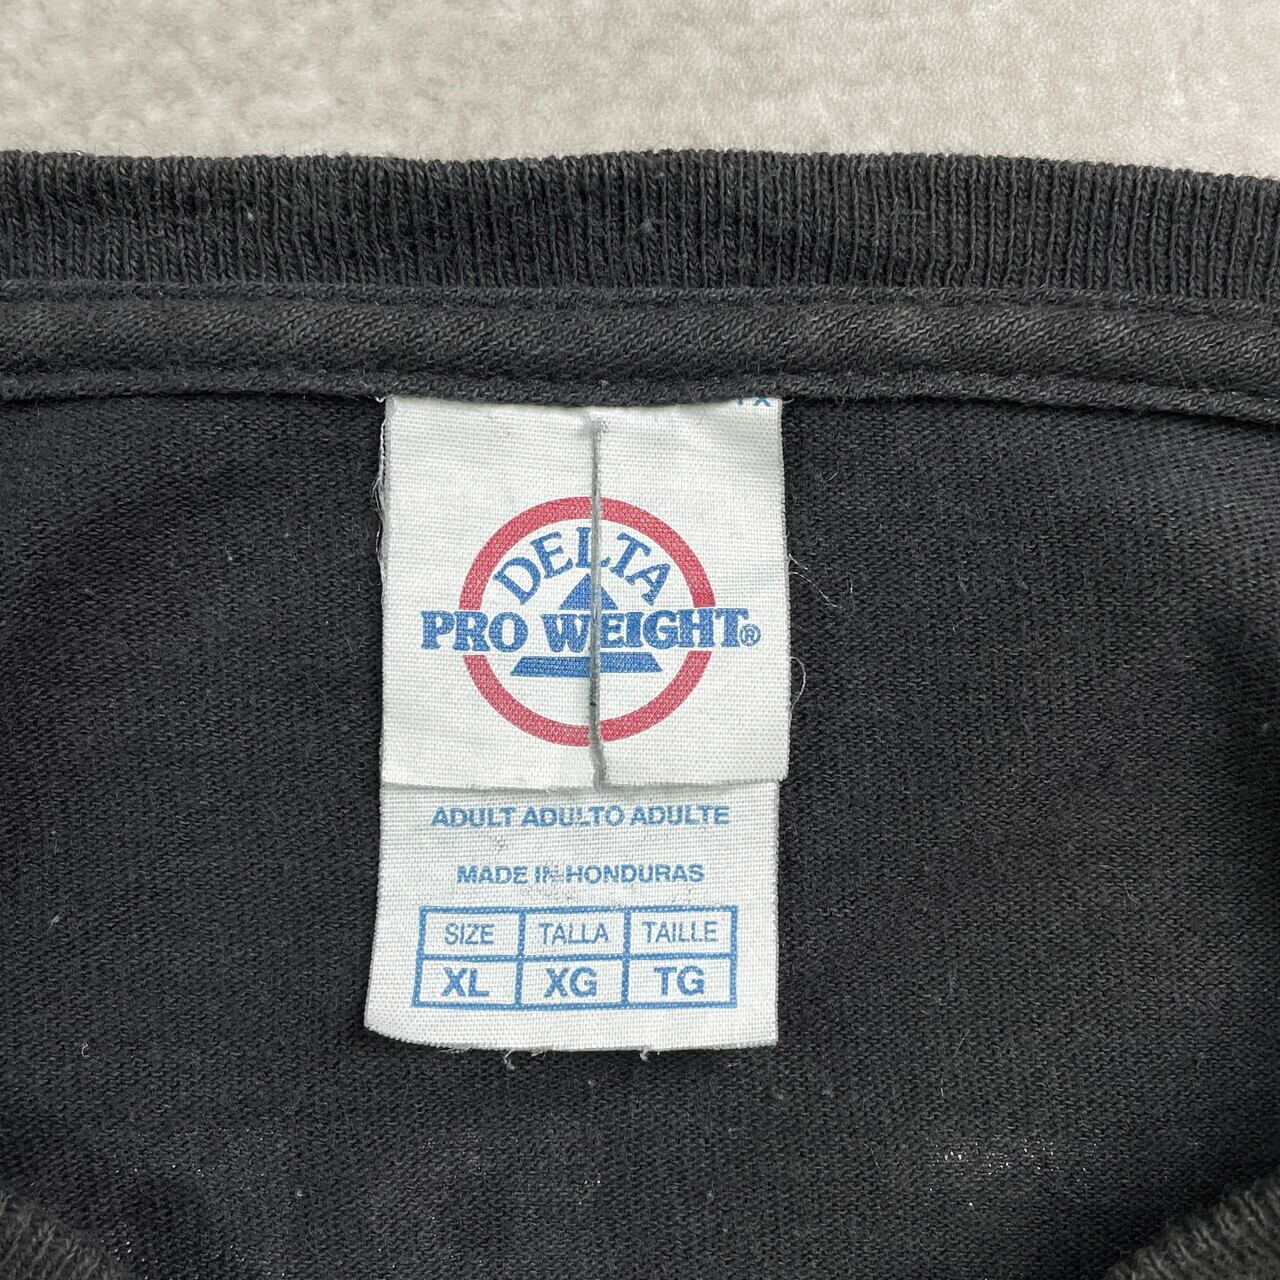 DELTA
PRO WEIGHT®
ADULT ADULTO ADULTE
MADE IN HONDURAS
SIZE TALLA TAILLE
XL XG TG